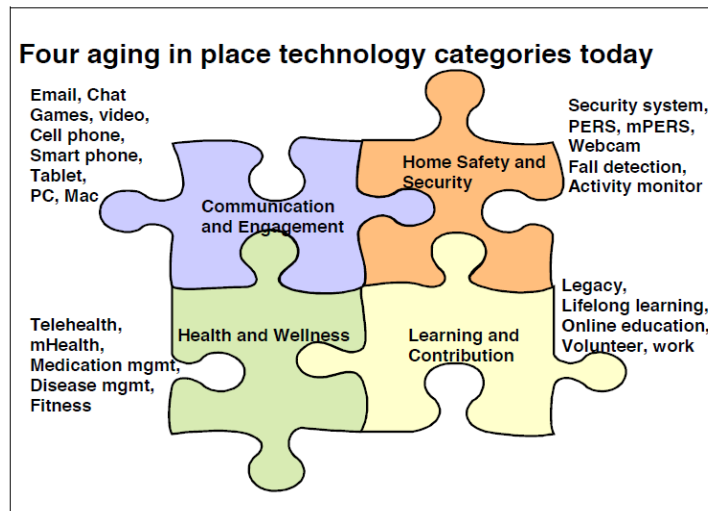 Four aging in place technology categories today
Email, Chat
Games, video,
Cell phone,
Smart phone,
Tablet,
PC, Mac
Security system,
PERS, mPERS,
Webcam
Fall detection,
Activity monitor
Home Safety and
Security
Communication
and Engagement
Telehealth,
mHealth,
Medication mgmt,
Disease mgmt,
Fitness
Health and Wellness
Learning and
Contribution
Legacy,
Lifelong learning,
Online education,
Volunteer, work